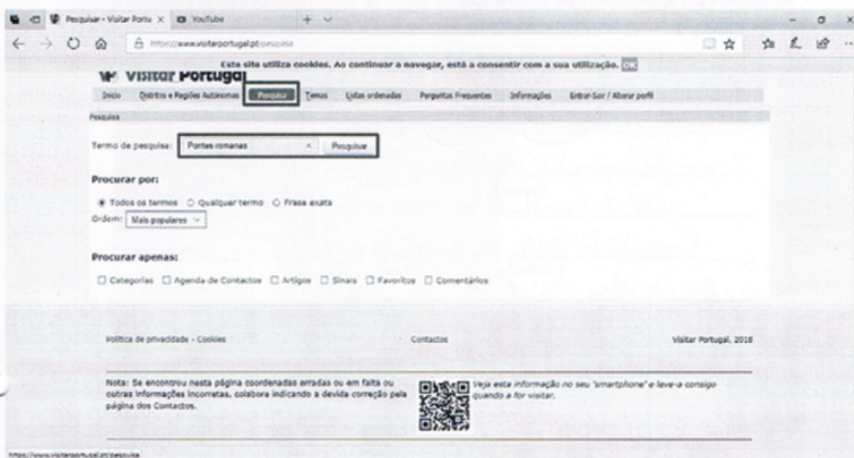 Pesquisar - Visitar Portu × YouTube
https://www.visitarportugal.pt/pesquisa
Este site utiliza cookies. Ao continuar a navegar, está a consentir com a sua utilização. OK
VP Visitar Portugal
Início Distritos e Regiões Autónomas Pesquisa Temas Listas ordenadas Perguntas Frequentes Informações Entrar-Sair / Alterar perfil
Pesquisa
Termo de pesquisa: Pontes romanas × Pesquisar
Procurar por:
Todos os termos Qualquer termo Frase exata
Ordem: Mais populares
Procurar apenas:
Categorias Agenda de Contactos Artigos Sinais Favoritos Comentários
Política de privacidade - Cookies Contactos Visitar Portugal, 2018
Nota: Se encontrou nesta página coordenadas erradas ou em falta ou
outras informações incorretas, colabore indicando a devida correção pela
página dos Contactos.
Veja esta informação no seu "smartphone" e leve-a consigo
quando a for visitar.
https://www.visitarportugal.pt/pesquisa